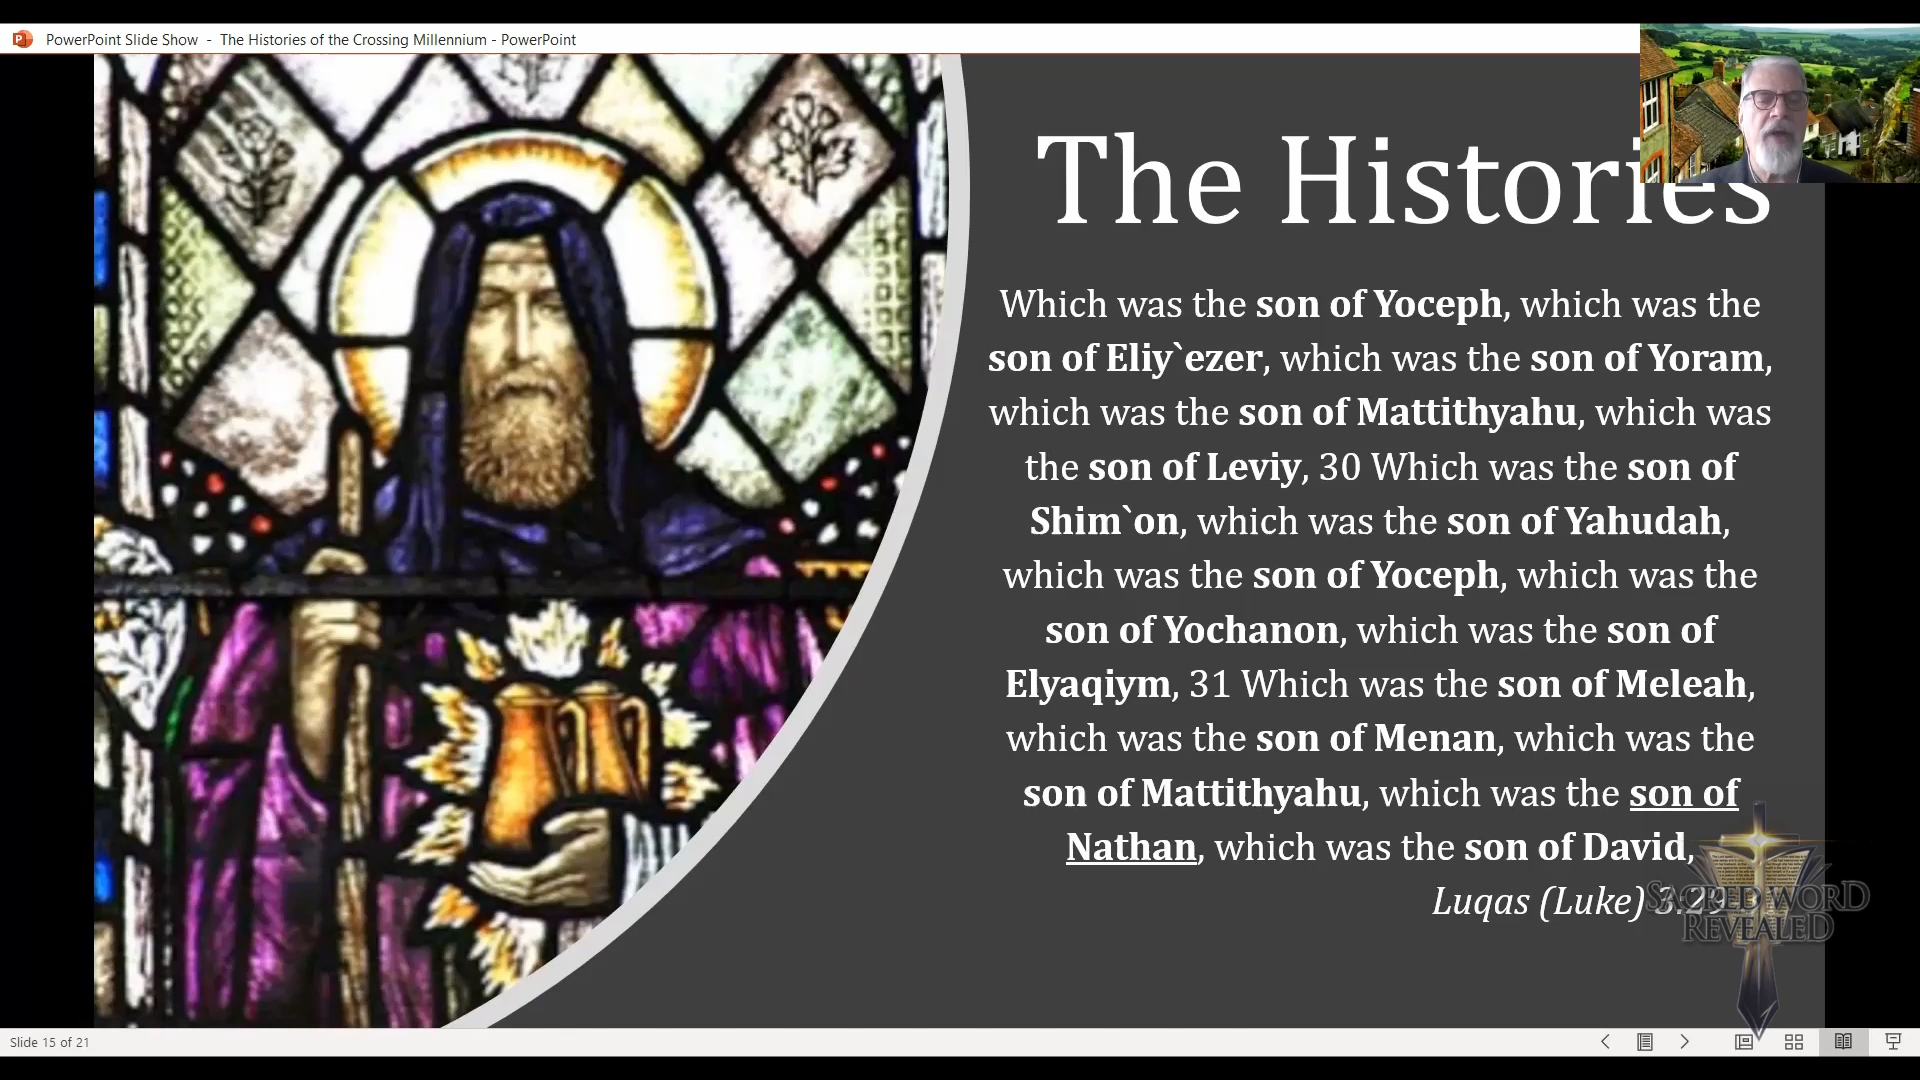 PowerPoint Slide Show - The Histories of the Crossing Millennium - PowerPoint
The Histories
Which was the son of Yoceph, which was the
son of Eliy`ezer, which was the son of Yoram,
which was the son of Mattithyahu, which was
the son of Leviy, 30 Which was the son of
Shim`on, which was the son of Yahudah,
which was the son of Yoceph, which was the
son of Yochanon, which was the son of
Elyaqiym, 31 Which was the son of Meleah,
which was the son of Menan, which was the
son of Mattithyahu, which was the son of
Nathan, which was the son of David,
Luqas (Luke) 3:29
SACRED WORD
REVEALED
Slide 15 of 21